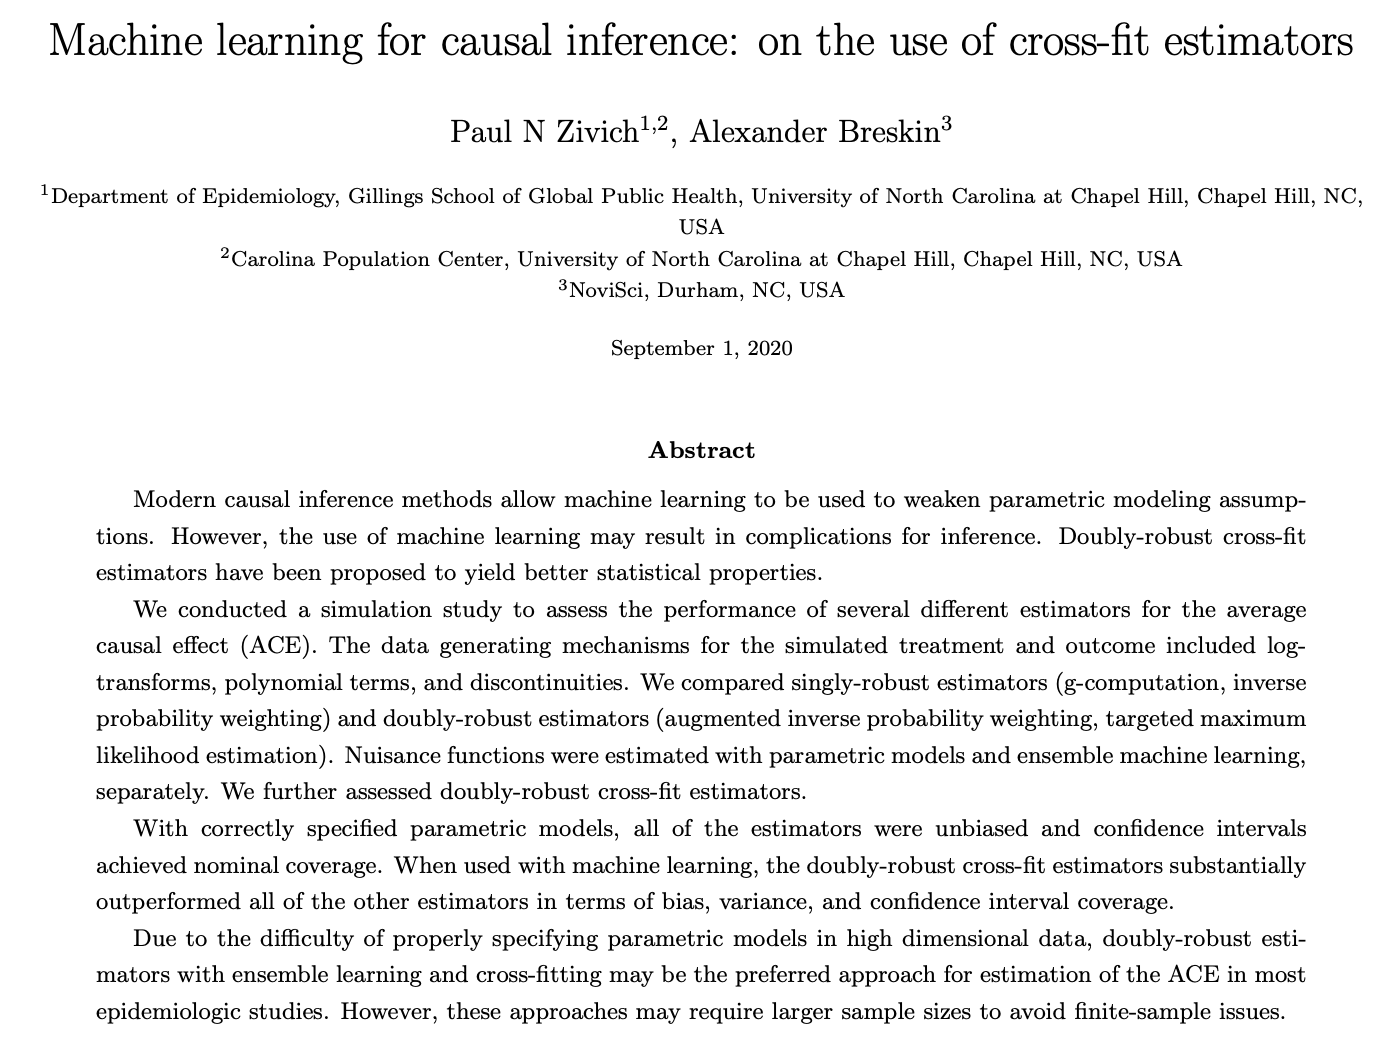 Machine learning for causal inference: on the use of cross-fit estimators
Paul N Zivich1,2, Alexander Breskin3
1Department of Epidemiology, Gillings School of Global Public Health, University of North Carolina at Chapel Hill, Chapel Hill, NC,
USA
2Carolina Population Center, University of North Carolina at Chapel Hill, Chapel Hill, NC, USA
3NoviSci, Durham, NC, USA
September 1, 2020
Abstract
Modern causal inference methods allow machine learning to be used to weaken parametric modeling assump-
tions. However, the use of machine learning may result in complications for inference. Doubly-robust cross-fit
estimators have been proposed to yield better statistical properties.
We conducted a simulation study to assess the performance of several different estimators for the average
causal effect (ACE). The data generating mechanisms for the simulated treatment and outcome included log-
transforms, polynomial terms, and discontinuities. We compared singly-robust estimators (g-computation, inverse
probability weighting) and doubly-robust estimators (augmented inverse probability weighting, targeted maximum
likelihood estimation). Nuisance functions were estimated with parametric models and ensemble machine learning,
separately. We further assessed doubly-robust cross-fit estimators.
With correctly specified parametric models, all of the estimators were unbiased and confidence intervals
achieved nominal coverage. When used with machine learning, the doubly-robust cross-fit estimators substantially
outperformed all of the other estimators in terms of bias, variance, and confidence interval coverage.
Due to the difficulty of properly specifying parametric models in high dimensional data, doubly-robust esti-
mators with ensemble learning and cross-fitting may be the preferred approach for estimation of the ACE in most
epidemiologic studies. However, these approaches may require larger sample sizes to avoid finite-sample issues.